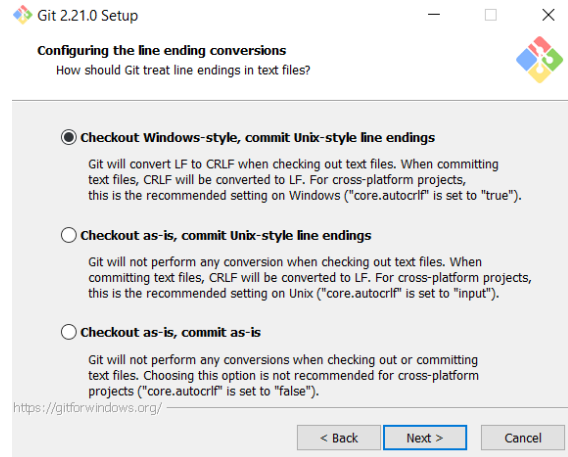 Git 2.21.0 Setup
Configuring the line ending conversions
How should Git treat line endings in text files?
Checkout Windows-style, commit Unix-style line endings
Git will convert LF to CRLF when checking out text files. When committing
text files, CRLF will be converted to LF. For cross-platform projects,
this is the recommended setting on Windows ("core.autocrlf" is set to "true").
Checkout as-is, commit Unix-style line endings
Git will not perform any conversion when checking out text files. When
committing text files, CRLF will be converted to LF. For cross-platform projects,
this is the recommended setting on Unix ("core.autocrlf" is set to "input").
Checkout as-is, commit as-is
Git will not perform any conversions when checking out or committing
text files. Choosing this option is not recommended for cross-platform
projects ("core.autocrlf" is set to "false").
https://gitforwindows.org/
< Back Next > Cancel